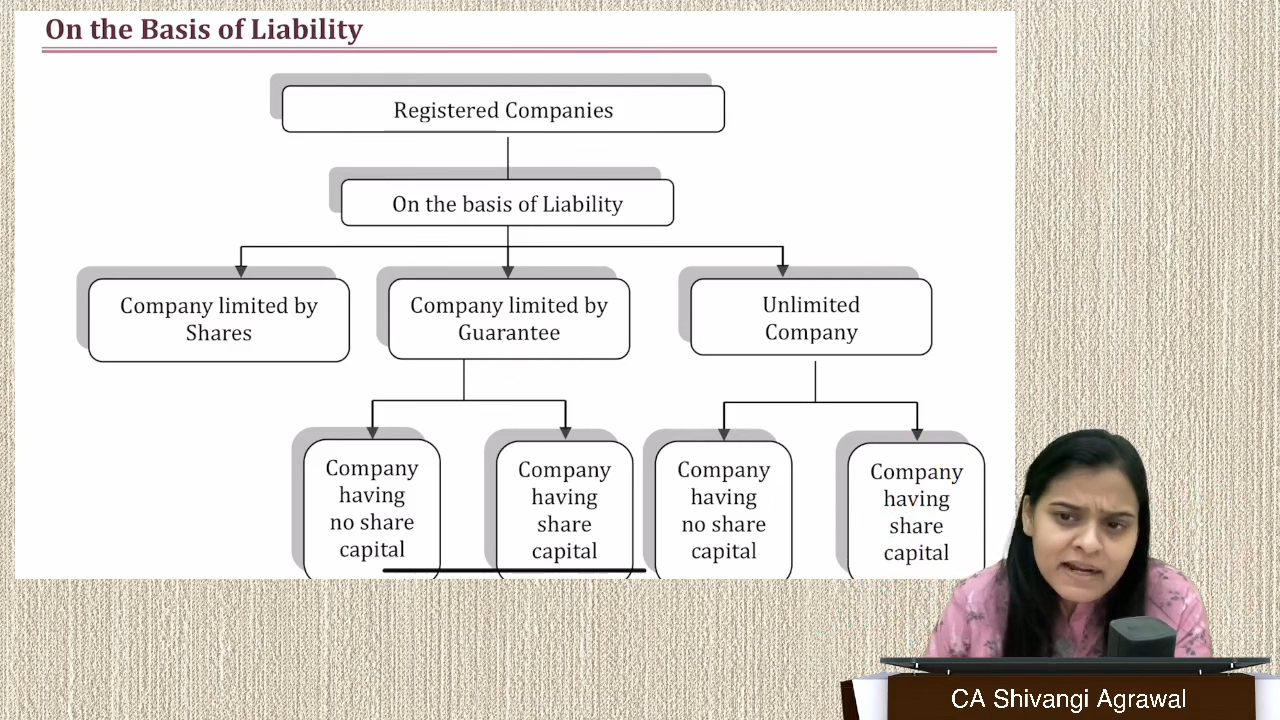 On the Basis of Liability
Registered Companies
On the basis of Liability
Company limited by
Shares
Company limited by
Guarantee
Unlimited
Company
Company
having
no share
capital
Company
having
share
capital
Company
having
no share
capital
Company
having
share
capital
CA Shivangi Agrawal